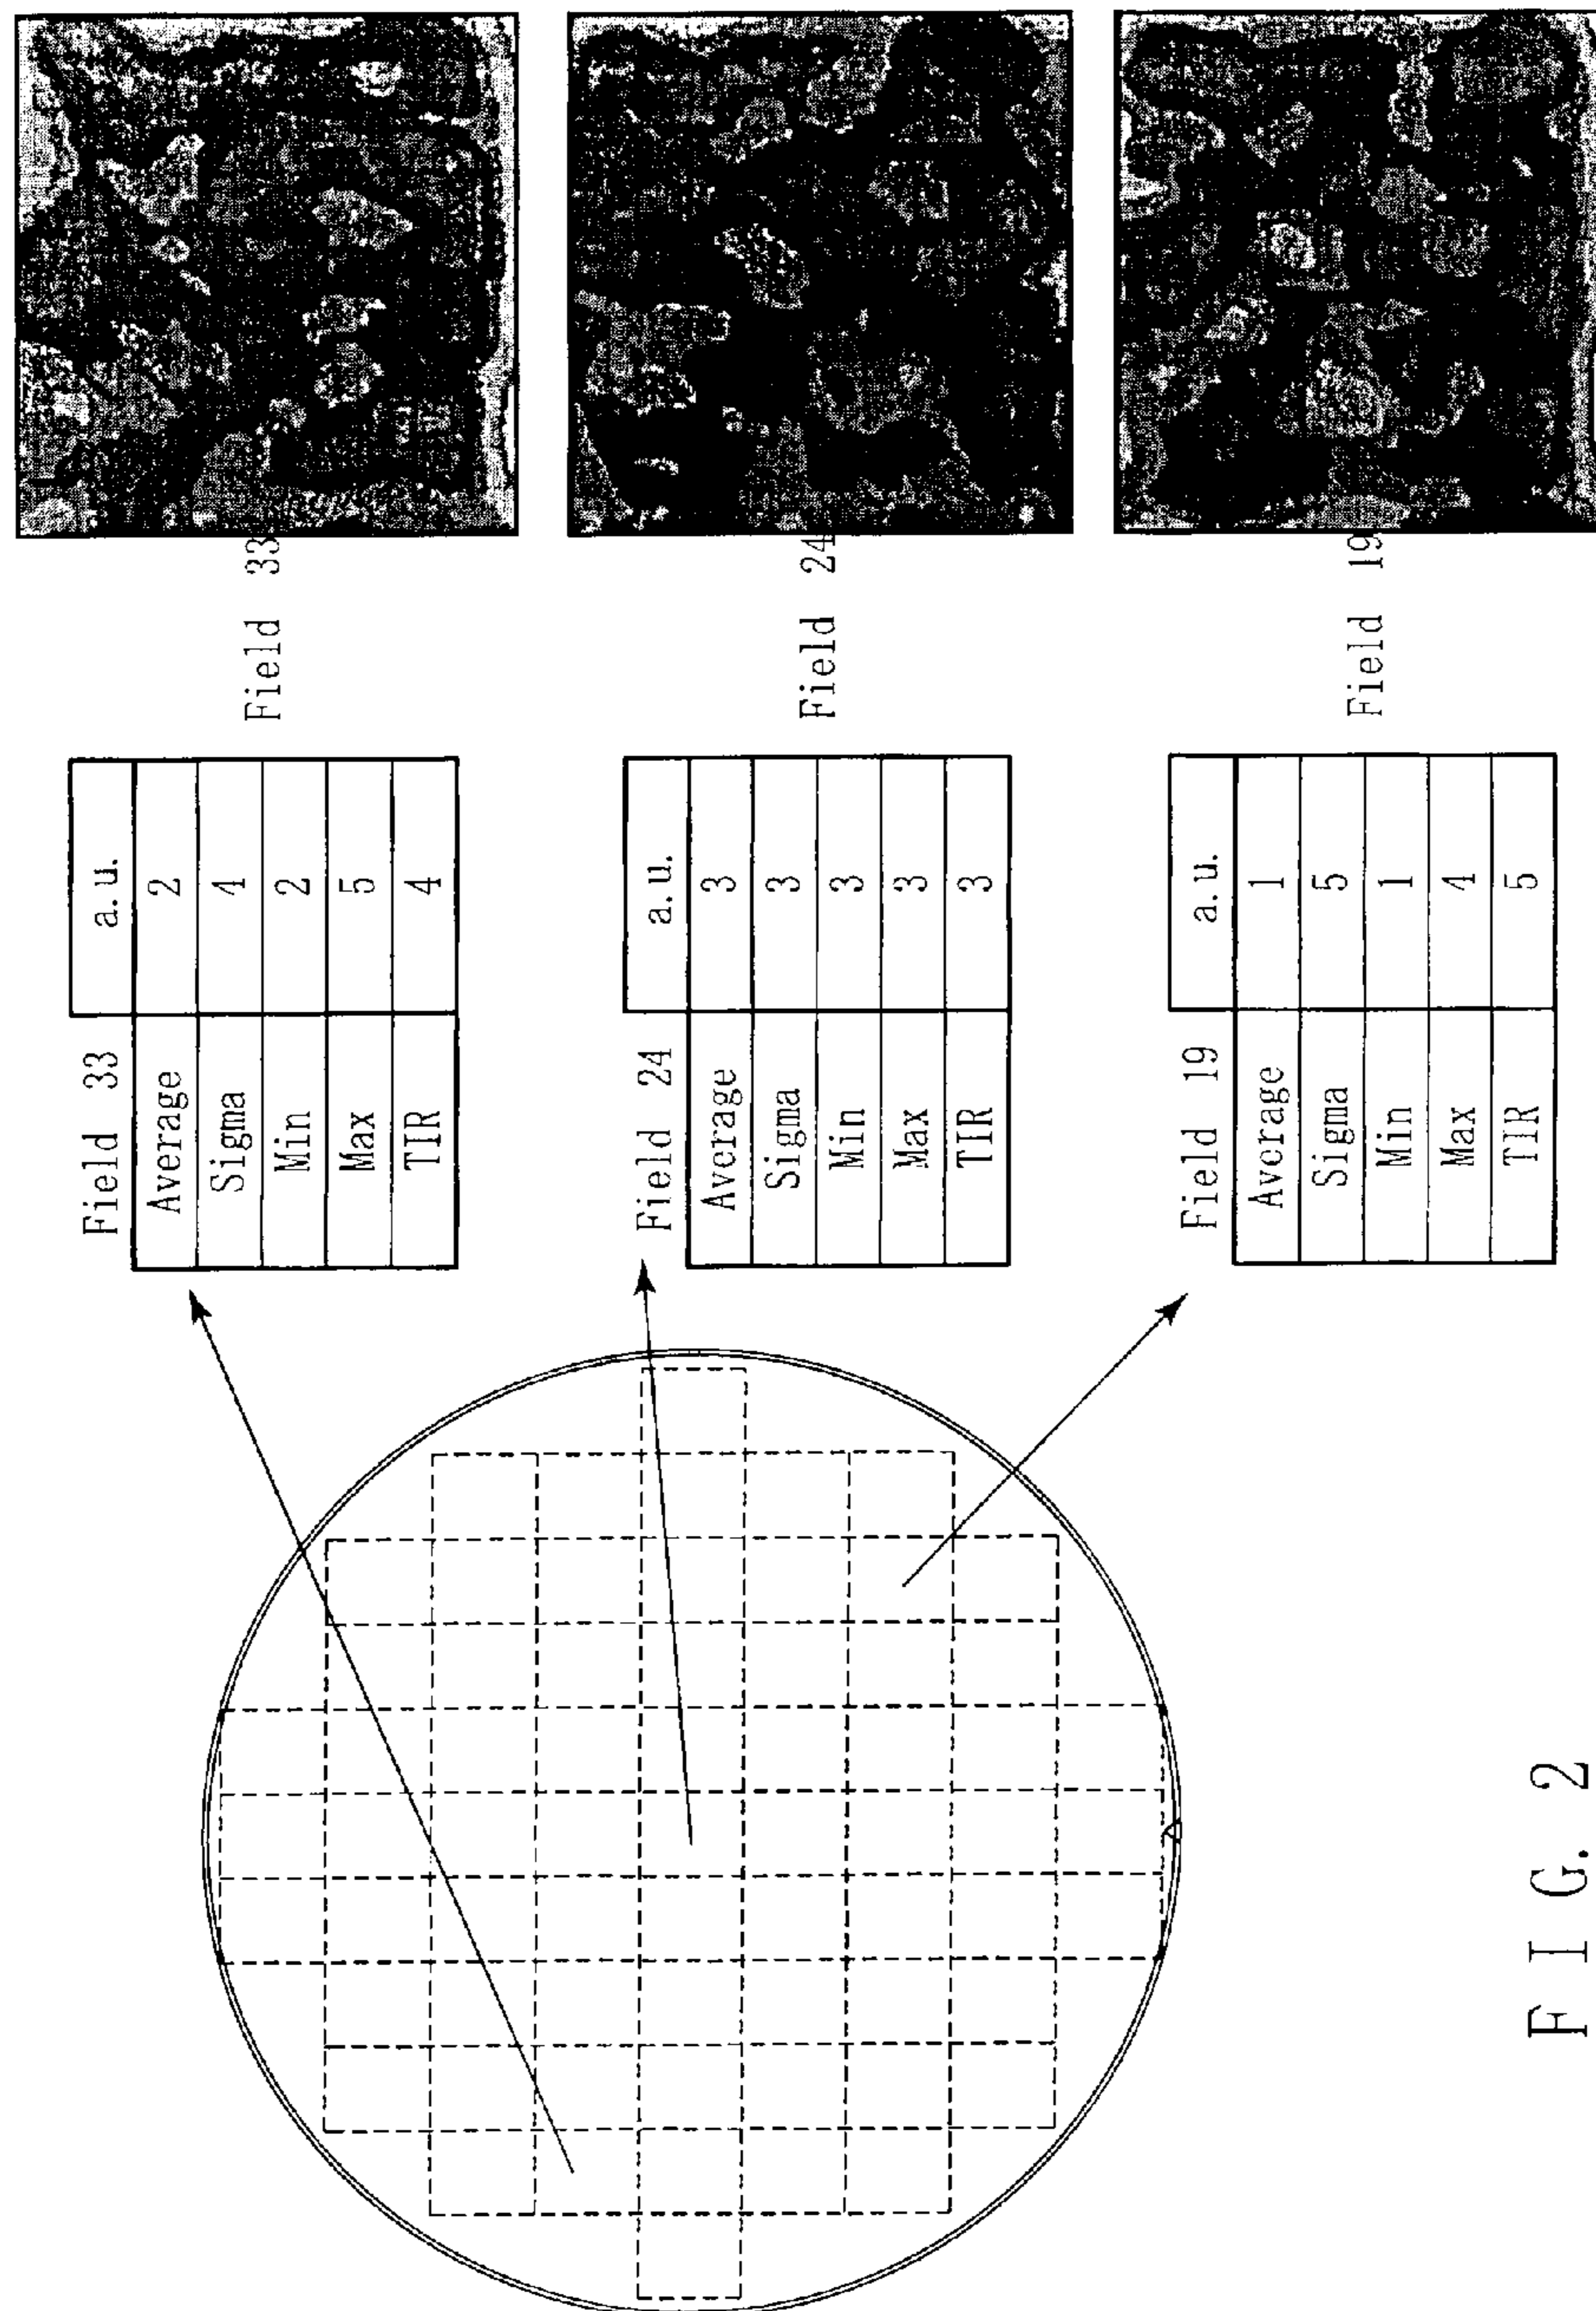 Field 33
a.u.
Average 2
Sigma 4
Min 2
Max 5
TIR 4
Field 33
Field 24
a.u.
Average 3
Sigma 3
Min 3
Max 3
TIR 3
Field 24
Field 19
a.u.
Average 1
Sigma 5
Min 1
Max 4
TIR 5
Field 19
FIG. 2